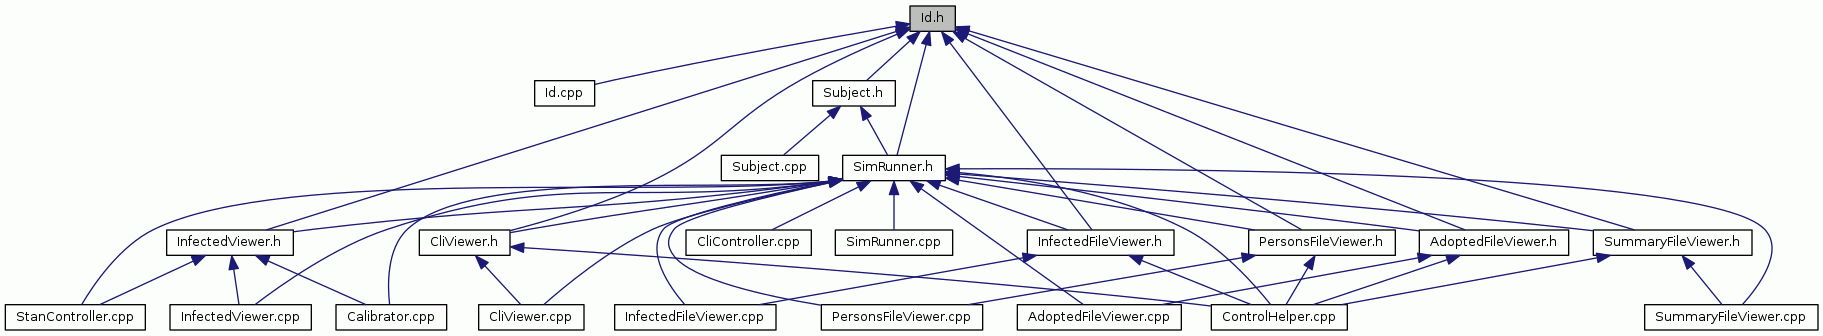 Id.h
Id.cpp
Subject.h
Subject.cpp
SimRunner.h
InfectedViewer.h
CliViewer.h
CliController.cpp
SimRunner.cpp
InfectedFileViewer.h
PersonsFileViewer.h
AdoptedFileViewer.h
SummaryFileViewer.h
StanController.cpp
InfectedViewer.cpp
Calibrator.cpp
CliViewer.cpp
InfectedFileViewer.cpp
PersonsFileViewer.cpp
AdoptedFileViewer.cpp
ControlHelper.cpp
SummaryFileViewer.cpp